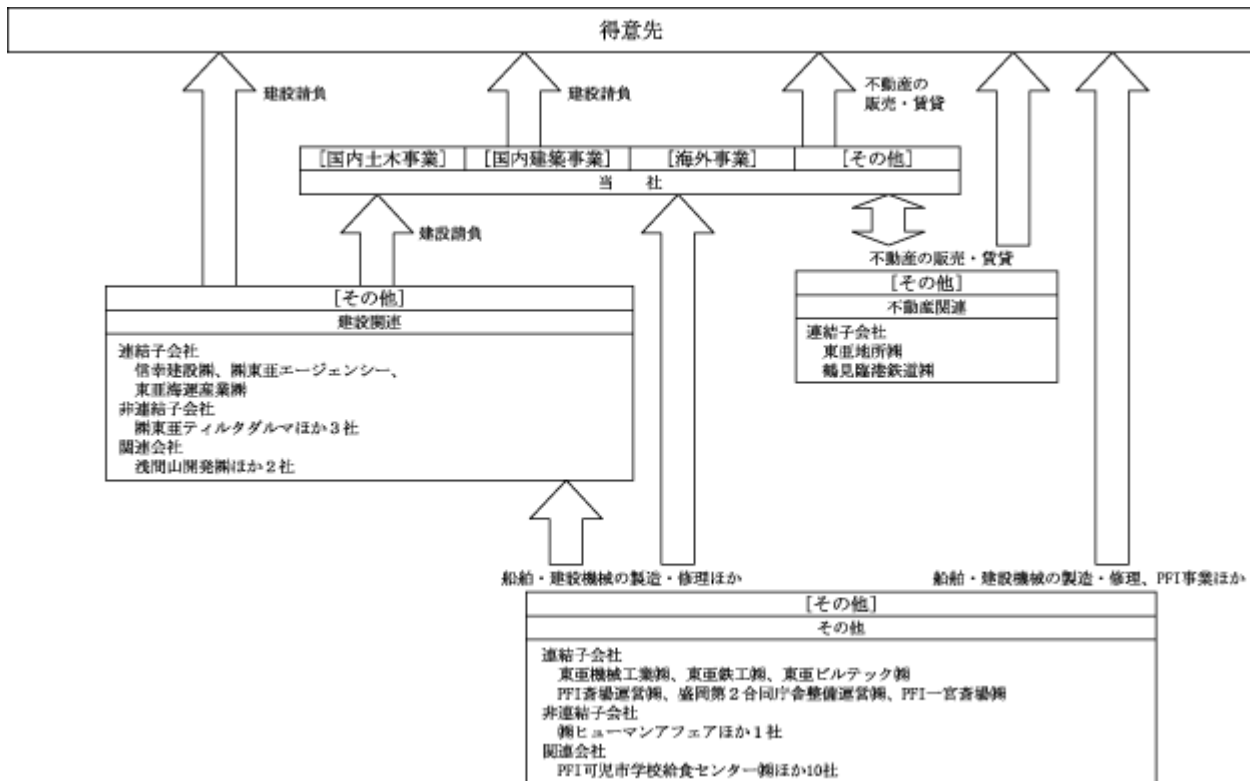 得意先
建設請負
建設請負
不動産の
販売・賃貸
[国内土木事業] [国内建築事業] [海外事業] [その他]
当 社
建設請負
不動産の販売・賃貸
[その他]
建設関連
連結子会社
信幸建設㈱、㈱東亜エージェンシー、
東亜海運産業㈱
非連結子会社
㈱東亜ティルタダルマほか3社
関連会社
浅間山開発㈱ほか2社
[その他]
不動産関連
連結子会社
東亜地所㈱
鶴見臨港鉄道㈱
船舶・建設機械の製造・修理ほか
船舶・建設機械の製造・修理、PFI事業ほか
[その他]
その他
連結子会社
東亜機械工業㈱、東亜鉄工㈱、東亜ビルテック㈱
PFI斎場運営㈱、盛岡第2合同庁舎整備運営㈱、PFI一宮斎場㈱
非連結子会社
㈱ヒューマンアフェアほか1社
関連会社
PFI可児市学校給食センター㈱ほか10社